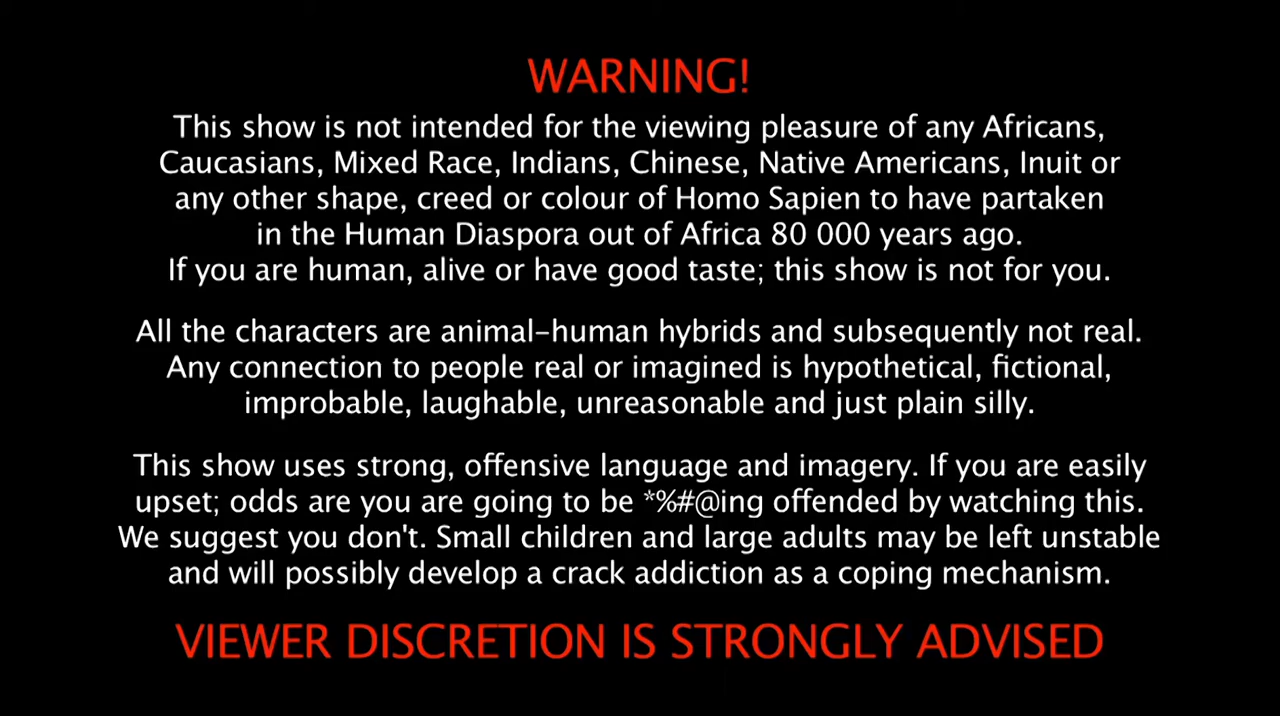 WARNING!
This show is not intended for the viewing pleasure of any Africans,
Caucasians, Mixed Race, Indians, Chinese, Native Americans, Inuit or
any other shape, creed or colour of Homo Sapien to have partaken
in the Human Diaspora out of Africa 80 000 years ago.
If you are human, alive or have good taste; this show is not for you.
All the characters are animal-human hybrids and subsequently not real.
Any connection to people real or imagined is hypothetical, fictional,
improbable, laughable, unreasonable and just plain silly.
This show uses strong, offensive language and imagery. If you are easily
upset; odds are you are going to be *%#@ing offended by watching this.
We suggest you don't. Small children and large adults may be left unstable
and will possibly develop a crack addiction as a coping mechanism.
VIEWER DISCRETION IS STRONGLY ADVISED